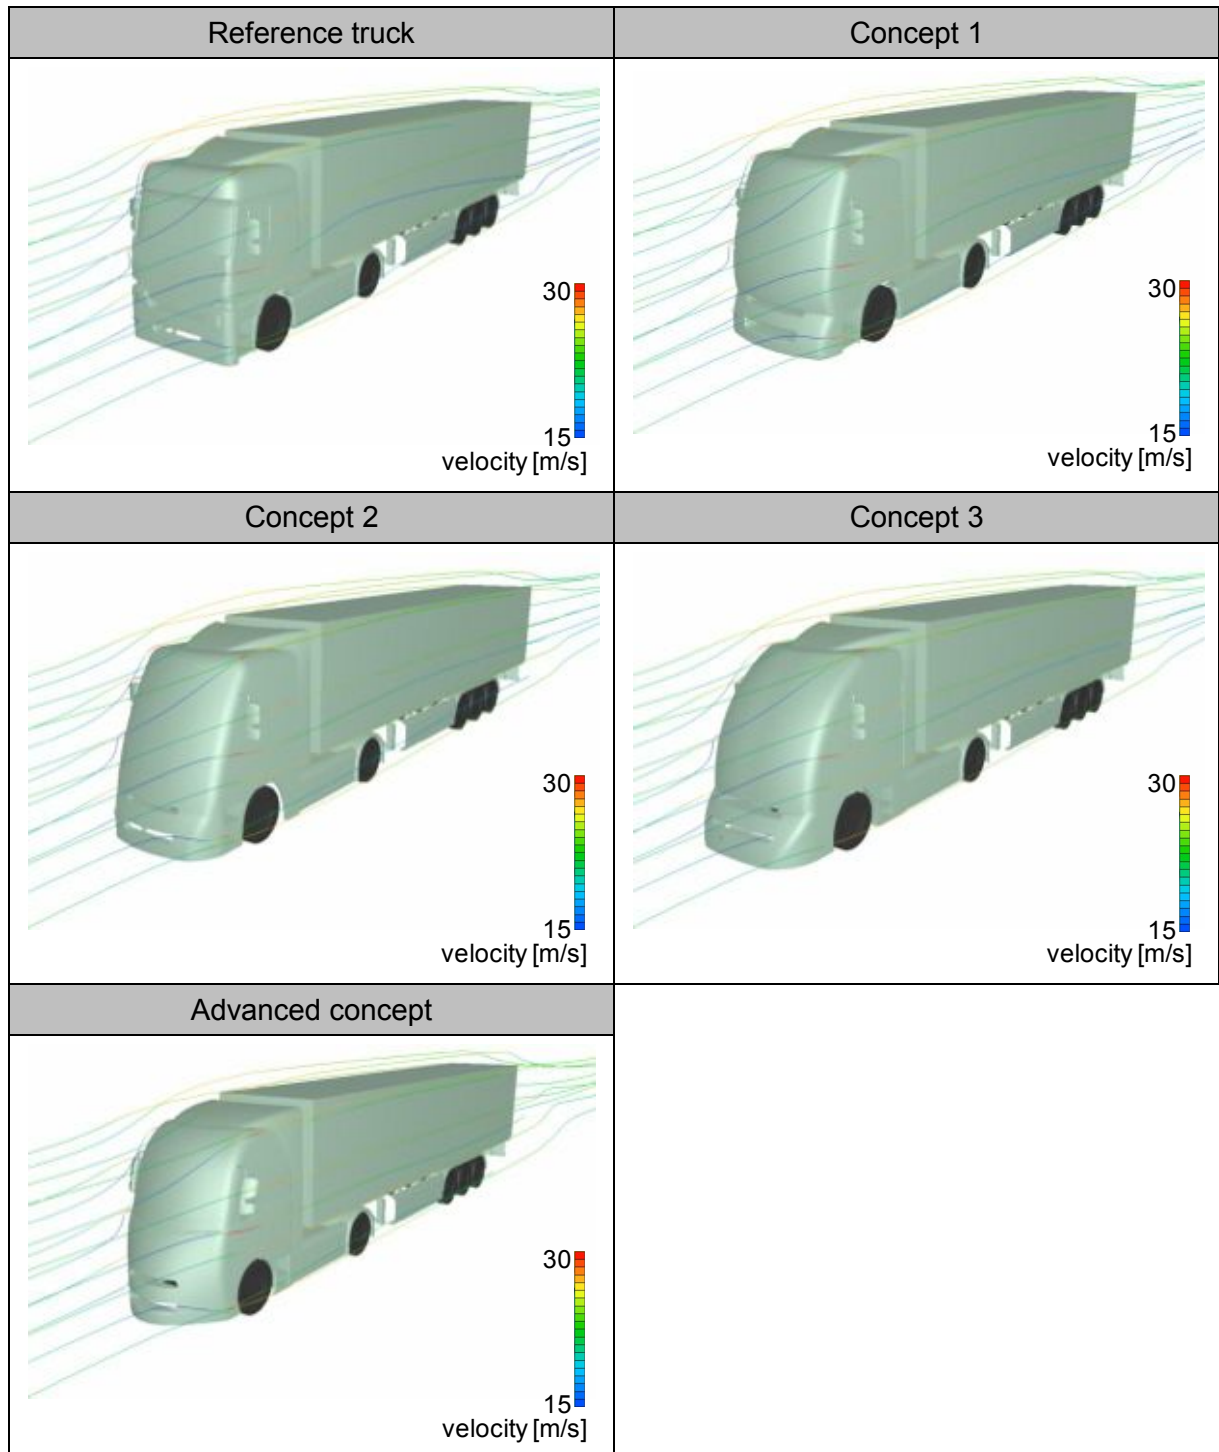 Reference truck
Concept 1
30
15
velocity [m/s]
30
15
velocity [m/s]
Concept 2
Concept 3
30
15
velocity [m/s]
30
15
velocity [m/s]
Advanced concept
30
15
velocity [m/s]